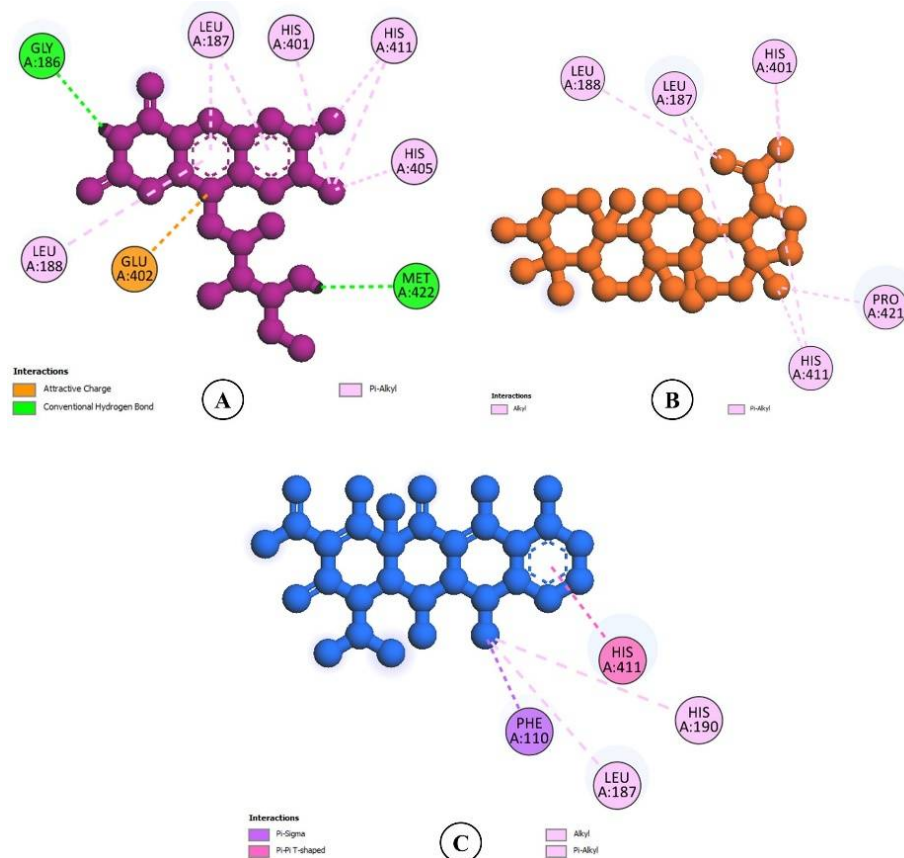 GLY
A:186
LEU
A:187
HIS
A:401
HIS
A:411
HIS
A:405
LEU
A:188
GLU
A:402
MET
A:422
Interactions
Attractive Charge
Conventional Hydrogen Bond
Pi-Alkyl
A
LEU
A:188
LEU
A:187
HIS
A:401
PRO
A:421
HIS
A:411
Interactions
Alkyl
Pi-Alkyl
B
HIS
A:411
HIS
A:190
PHE
A:110
LEU
A:187
Interactions
Pi-Sigma
Pi-Pi T-shaped
Alkyl
Pi-Alkyl
C